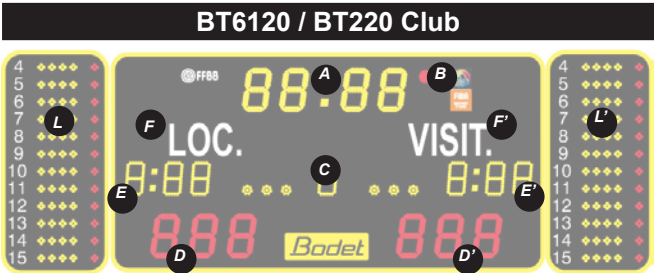 BT6120 / BT220 Club
4 4
5 FFBB 88:88 A B 5
6 FIBA 6
7 L F F' L' 7
8 LOC. VISIT. 8
9 9
10 C 10
11 E 8:88 8 8:88 E' 11
12 12
13 888 888 13
14 Bodet 14
15 D D' 15